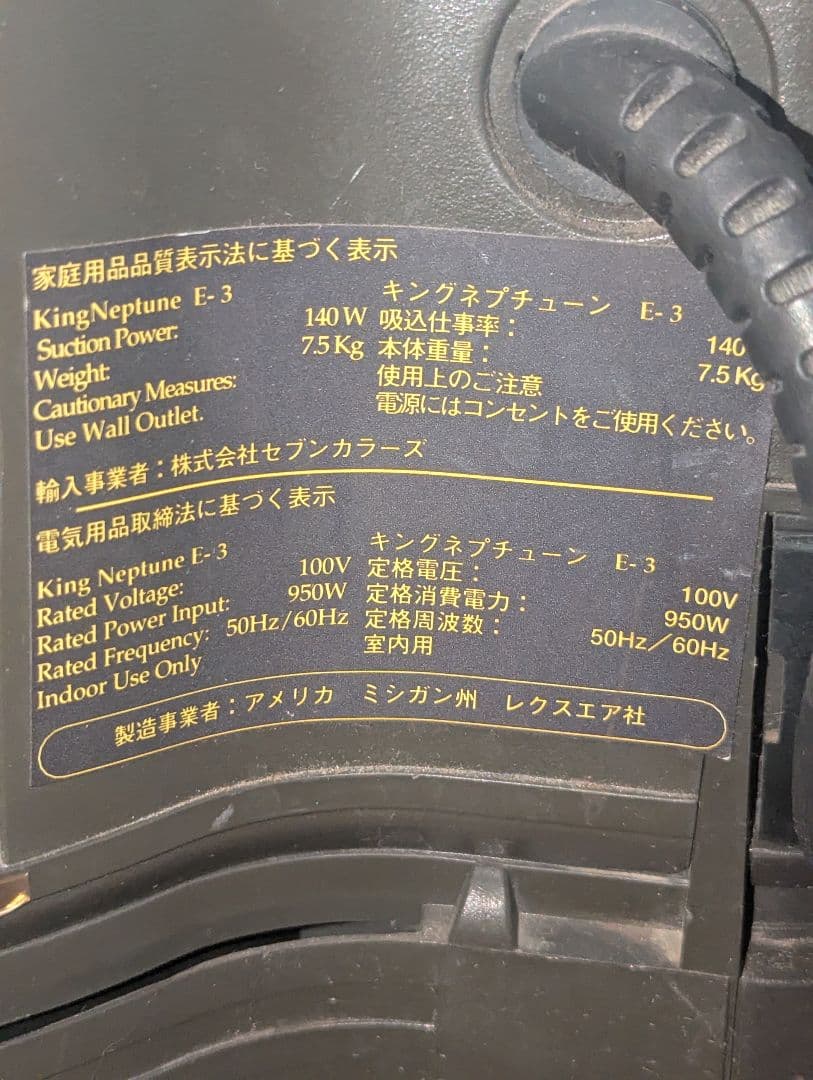 家庭用品品質表示法に基づく表示
KingNeptune E-3
Suction Power: 140W
Weight: 7.5Kg
Cautionary Measures:
Use Wall Outlet.
キングネプチューン E-3
吸込仕事率： 140
本体重量： 7.5Kg
使用上のご注意
電源にはコンセントをご使用ください。
輸入事業者：株式会社セブンカラーズ
電気用品取締法に基づく表示
King Neptune E-3
Rated Voltage: 100V
Rated Power Input: 950W
Rated Frequency: 50Hz/60Hz
Indoor Use Only
キングネプチューン E-3
定格電圧： 100V
定格消費電力： 950W
定格周波数： 50Hz／60Hz
室内用
製造事業者：アメリカ ミシガン州 レクスエア社